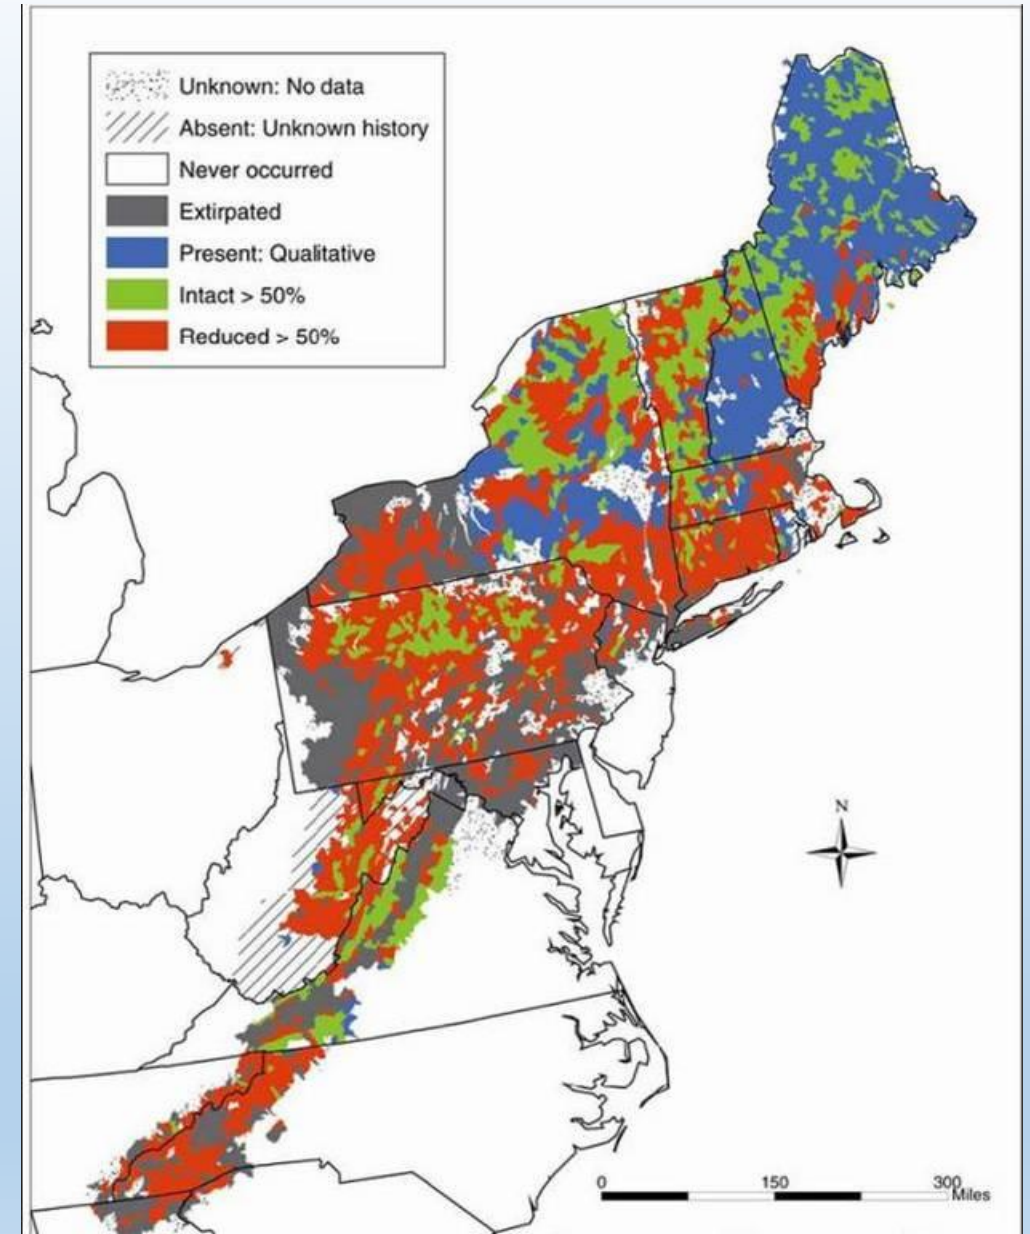 Unknown: No data
Absent: Unknown history
Never occurred
Extirpated
Present: Qualitative
Intact > 50%
Reduced > 50%
N
0 150 300
Miles